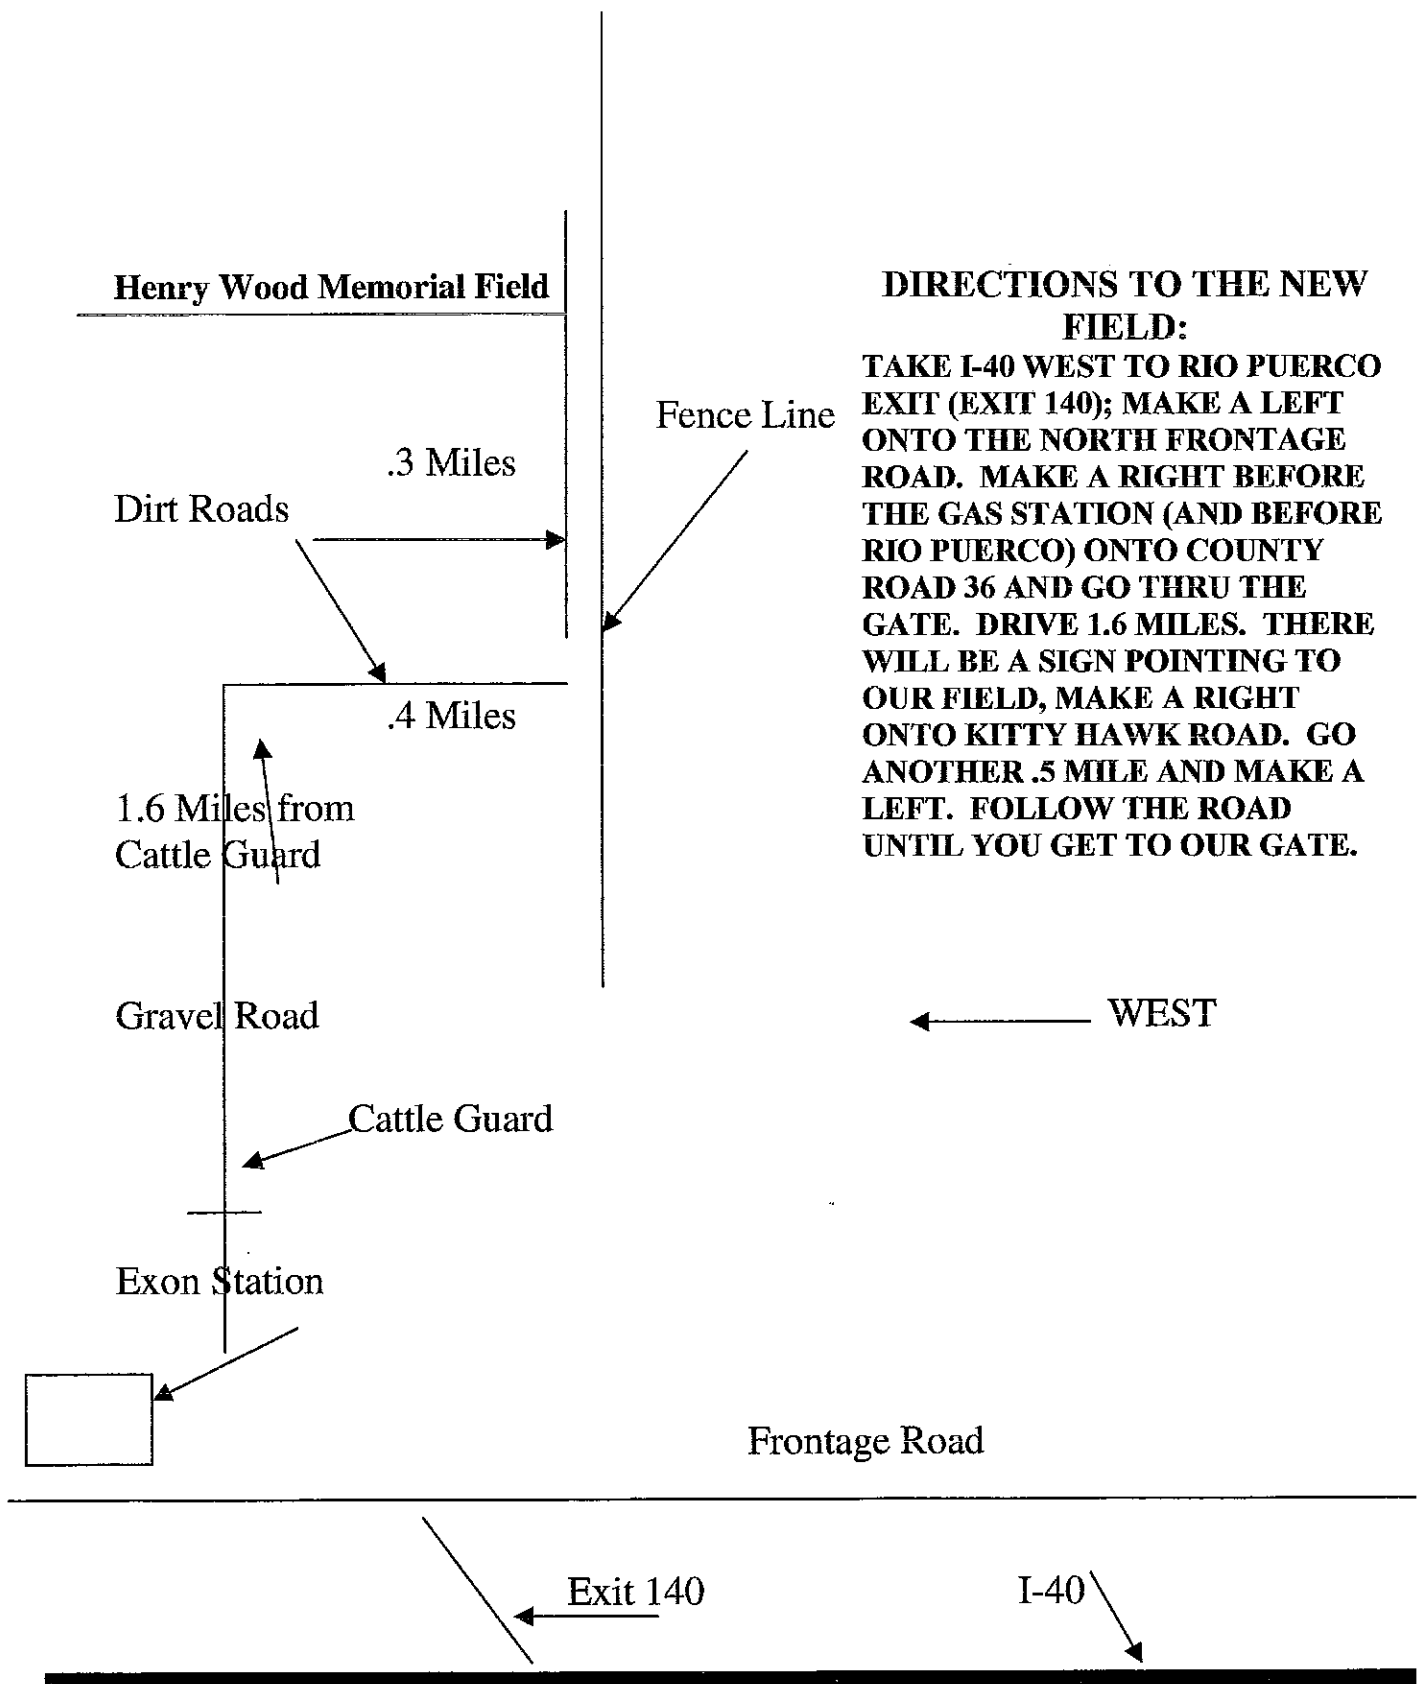 Henry Wood Memorial Field
DIRECTIONS TO THE NEW
FIELD:
TAKE I-40 WEST TO RIO PUERCO
EXIT (EXIT 140); MAKE A LEFT
ONTO THE NORTH FRONTAGE
ROAD.  MAKE A RIGHT BEFORE
THE GAS STATION (AND BEFORE
RIO PUERCO) ONTO COUNTY
ROAD 36 AND GO THRU THE
GATE.  DRIVE 1.6 MILES.  THERE
WILL BE A SIGN POINTING TO
OUR FIELD, MAKE A RIGHT
ONTO KITTY HAWK ROAD.  GO
ANOTHER .5 MILE AND MAKE A
LEFT.  FOLLOW THE ROAD
UNTIL YOU GET TO OUR GATE.
Fence Line
.3 Miles
Dirt Roads
.4 Miles
1.6 Miles from
Cattle Guard
Gravel Road
WEST
Cattle Guard
Exon Station
Frontage Road
Exit 140
I-40